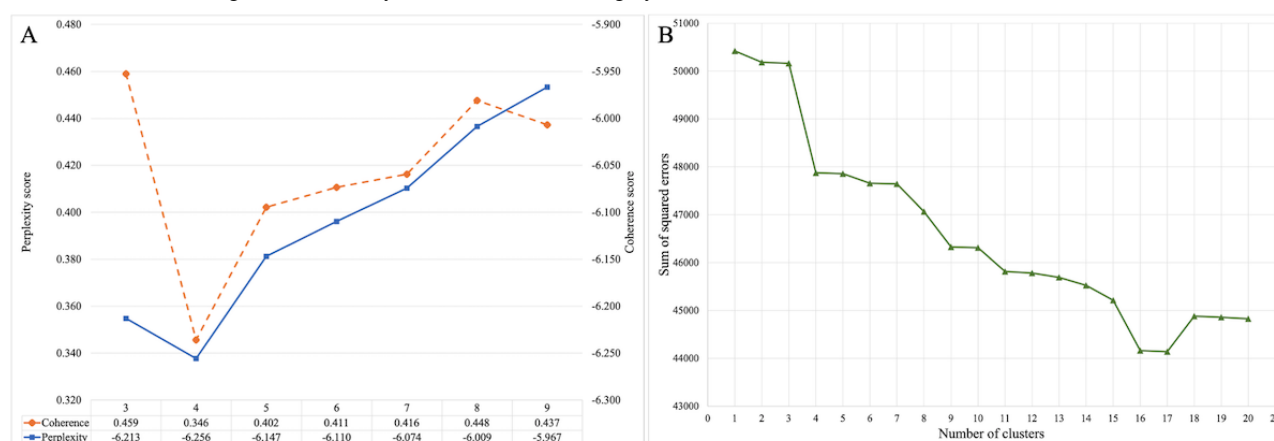 A
0.480
0.460
0.440
0.420
0.400
0.380
0.360
0.340
0.320
Perplexity score
-5.900
-5.950
-6.000
-6.050
-6.100
-6.150
-6.200
-6.250
-6.300
Coherence score
3 4 5 6 7 8 9
Coherence 0.459 0.346 0.402 0.411 0.416 0.448 0.437
Perplexity -6.213 -6.256 -6.147 -6.110 -6.074 -6.009 -5.967
B
51000
50000
49000
48000
47000
46000
45000
44000
43000
Sum of squared errors
0 1 2 3 4 5 6 7 8 9 10 11 12 13 14 15 16 17 18 19 20
Number of clusters